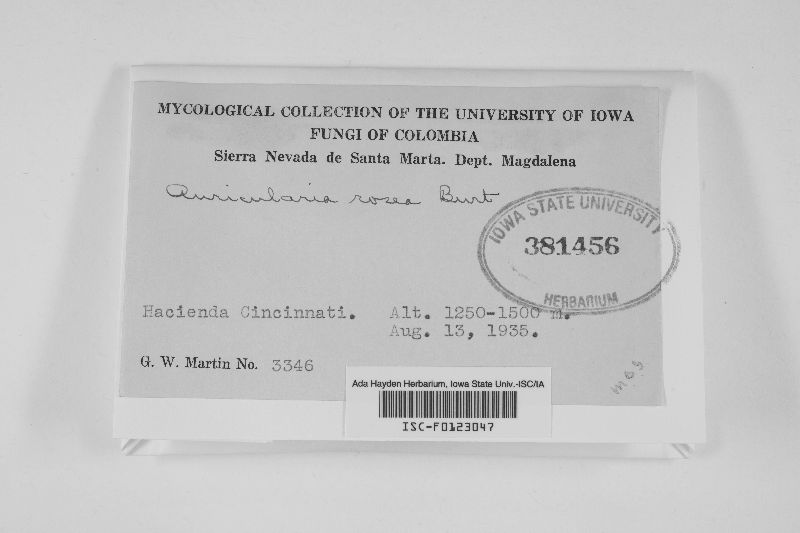 MYCOLOGICAL COLLECTION OF THE UNIVERSITY OF IOWA
FUNGI OF COLOMBIA
Sierra Nevada de Santa Marta. Dept. Magdalena
Auricularia rosea Burt
IOWA STATE UNIVERSITY
381456
HERBARIUM
Hacienda Cincinnati. Alt. 1250-1500 m.
Aug. 13, 1935.
G. W. Martin No. 3346
Ada Hayden Herbarium, Iowa State Univ.-ISC/IA
ISC-F0123047